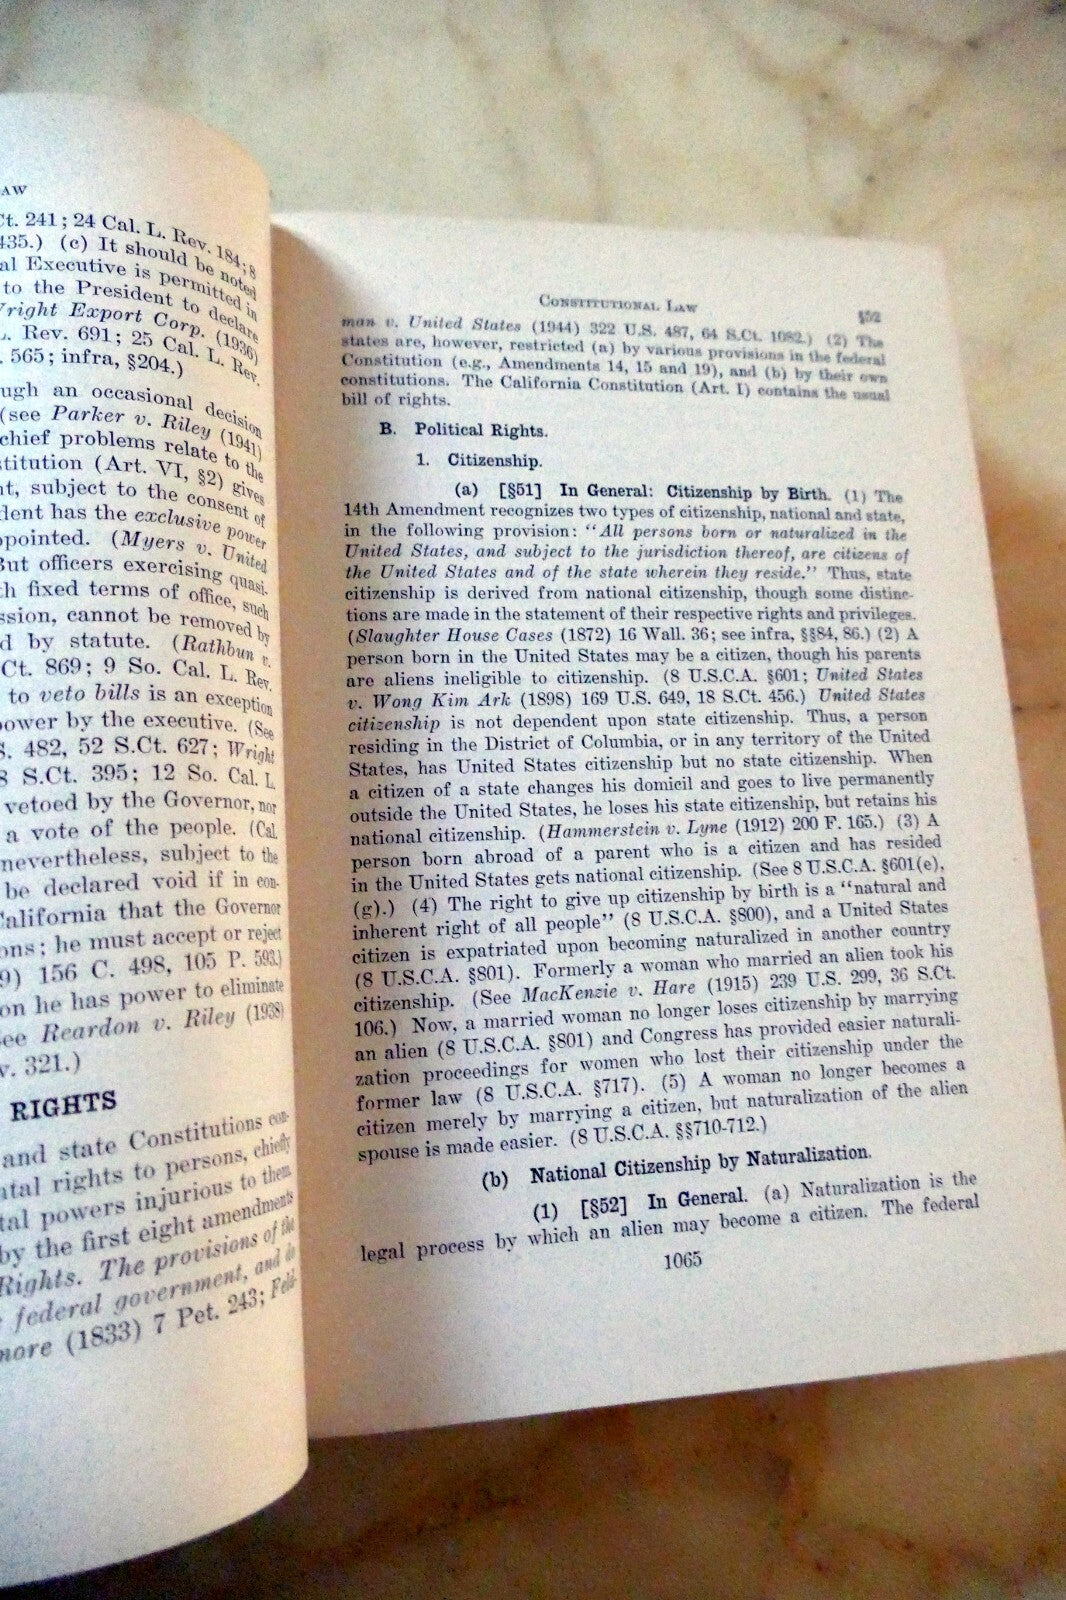 AW
Ct. 241; 24 Cal. L. Rev. 184; 8
435.) (c) It should be noted
al Executive is permitted in
to the President to declare
Wright Export Corp. (1936)
L. Rev. 691; 25 Cal. L. Rev.
. 565; infra, §204.)
ugh an occasional decision
(see Parker v. Riley (1941)
chief problems relate to the
stitution (Art. VI, §2) gives
nt, subject to the consent of
dent has the exclusive power
ppointed. (Myers v. United
But officers exercising quasi-
h fixed terms of office, such
ssion, cannot be removed by
d by statute. (Rathbun v.
Ct. 869; 9 So. Cal. L. Rev.
to veto bills is an exception
power by the executive. (See
S. 482, 52 S.Ct. 627; Wright
8 S.Ct. 395; 12 So. Cal. L
vetoed by the Governor, nor
a vote of the people. (Cal.
nevertheless, subject to the
be declared void if in con-
California that the Governor
ons; he must accept or reject
9) 156 C. 498, 105 P. 593.)
on he has power to eliminate
ee Reardon v. Riley (1938)
v. 321.)
RIGHTS
and state Constitutions con-
ntal rights to persons, chiefly
tal powers injurious to them
by the first eight amendments
Rights. The provisions of the
federal government, and do
more (1833) 7 Pet. 243; Feld-
CONSTITUTIONAL LAW §52
man v. United States (1944) 322 U.S. 487, 64 S.Ct. 1082.) (2) The
states are, however, restricted (a) by various provisions in the federal
Constitution (e.g., Amendments 14, 15 and 19), and (b) by their own
constitutions. The California Constitution (Art. I) contains the usual
bill of rights.
B. Political Rights.
1. Citizenship.
(a) [§51] In General: Citizenship by Birth. (1) The
14th Amendment recognizes two types of citizenship, national and state,
in the following provision: "All persons born or naturalized in the
United States, and subject to the jurisdiction thereof, are citizens of
the United States and of the state wherein they reside." Thus, state
citizenship is derived from national citizenship, though some distinc-
tions are made in the statement of their respective rights and privileges.
(Slaughter House Cases (1872) 16 Wall. 36; see infra, §§84, 86.) (2) A
person born in the United States may be a citizen, though his parents
are aliens ineligible to citizenship. (8 U.S.C.A. §601; United States
v. Wong Kim Ark (1898) 169 U.S. 649, 18 S.Ct. 456.) United States
citizenship is not dependent upon state citizenship. Thus, a person
residing in the District of Columbia, or in any territory of the United
States, has United States citizenship but no state citizenship. When
a citizen of a state changes his domicil and goes to live permanently
outside the United States, he loses his state citizenship, but retains his
national citizenship. (Hammerstein v. Lyne (1912) 200 F. 165.) (3) A
person born abroad of a parent who is a citizen and has resided
in the United States gets national citizenship. (See 8 U.S.C.A. §601(e),
(g).) (4) The right to give up citizenship by birth is a "natural and
inherent right of all people" (8 U.S.C.A. §800), and a United States
citizen is expatriated upon becoming naturalized in another country
(8 U.S.C.A. §801). Formerly a woman who married an alien took his
citizenship. (See MacKenzie v. Hare (1915) 239 U.S. 299, 36 S.Ct.
106.) Now, a married woman no longer loses citizenship by marrying
an alien (8 U.S.C.A. §801) and Congress has provided easier naturali-
zation proceedings for women who lost their citizenship under the
former law (8 U.S.C.A. §717). (5) A woman no longer becomes a
citizen merely by marrying a citizen, but naturalization of the alien
spouse is made easier. (8 U.S.C.A. §§710-712.)
(b) National Citizenship by Naturalization.
(1) [§52] In General. (a) Naturalization is the
legal process by which an alien may become a citizen. The federal
1065